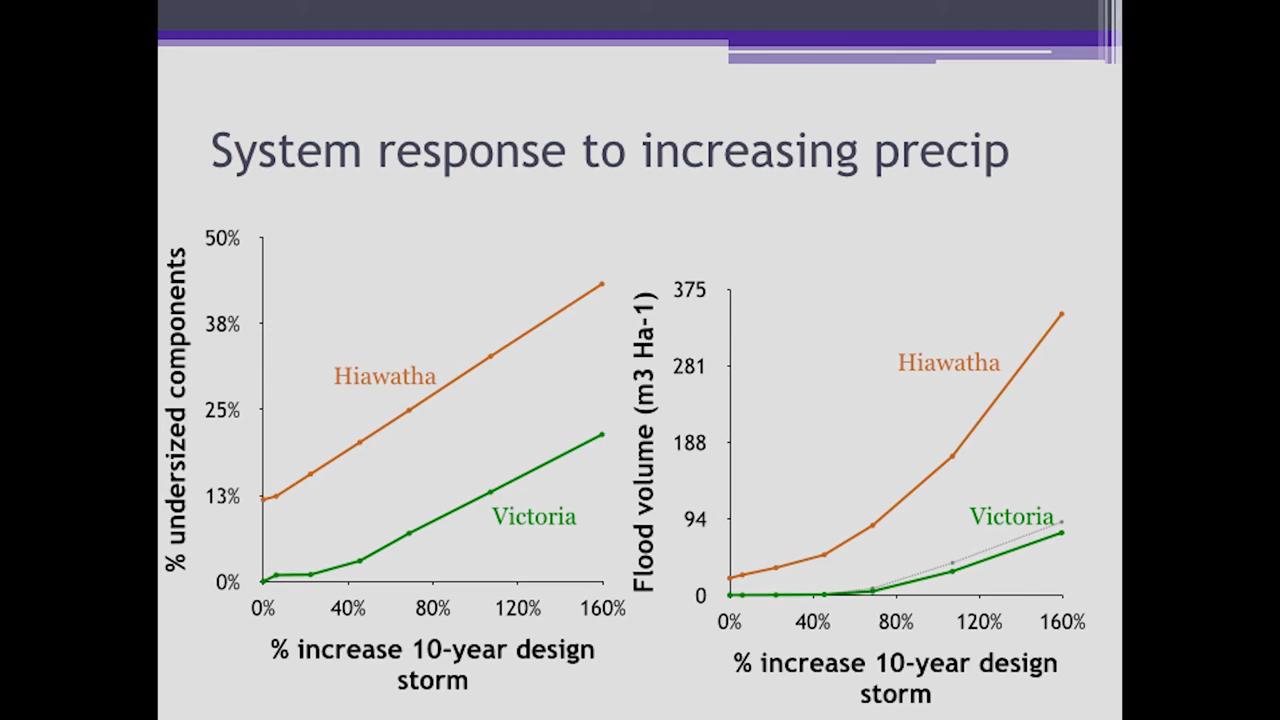 System response to increasing precip
% undersized components
50%
38%
25%
13%
0%
Hiawatha
Victoria
0% 40% 80% 120% 160%
% increase 10-year design
storm
Flood volume (m3 Ha-1)
375
281
188
94
0
Hiawatha
Victoria
0% 40% 80% 120% 160%
% increase 10-year design
storm